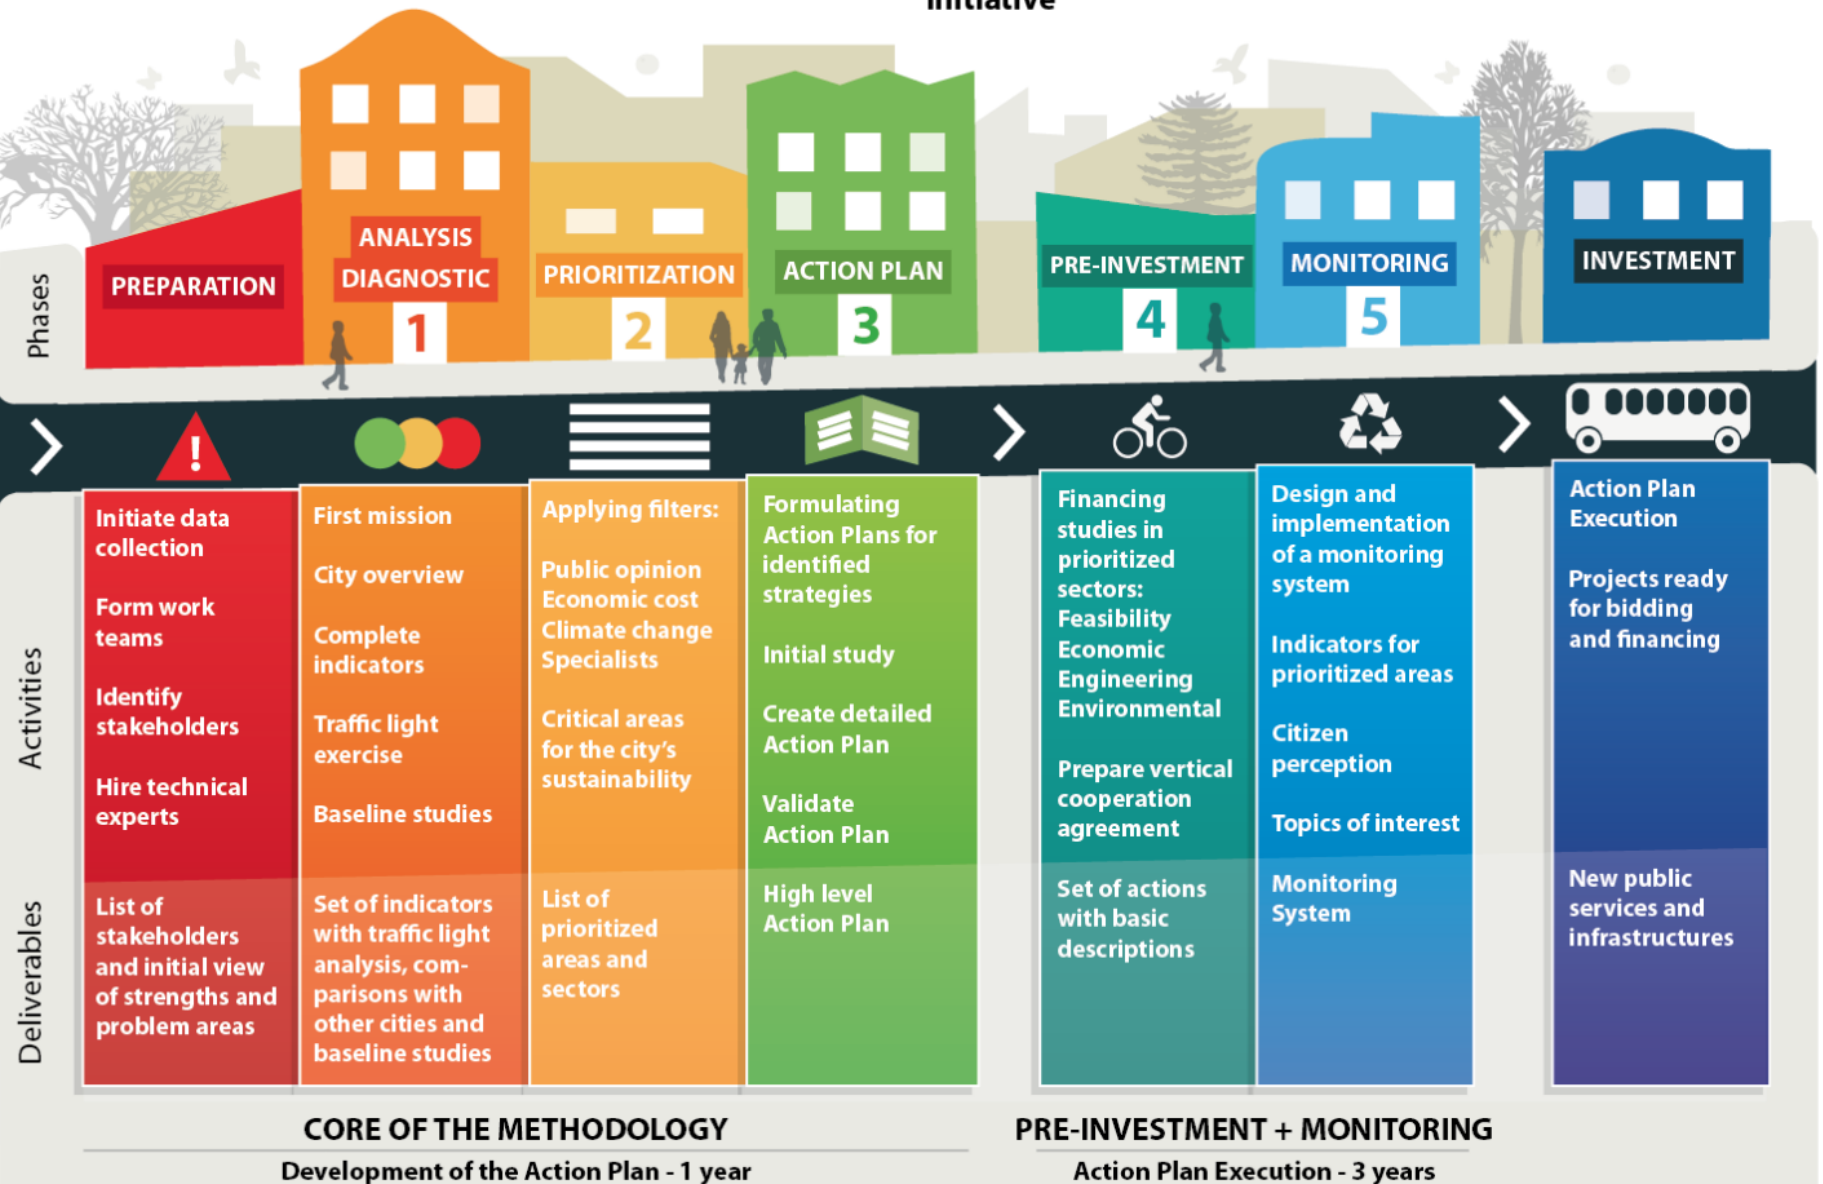 Initiative
Phases
PREPARATION
ANALYSIS
DIAGNOSTIC
1
PRIORITIZATION
2
ACTION PLAN
3
PRE-INVESTMENT
4
MONITORING
5
INVESTMENT
!
Activities
Initiate data
collection
Form work
teams
Identify
stakeholders
Hire technical
experts
First mission
City overview
Complete
indicators
Traffic light
exercise
Baseline studies
Applying filters:
Public opinion
Economic cost
Climate change
Specialists
Critical areas
for the city's
sustainability
Formulating
Action Plans for
identified
strategies
Initial study
Create detailed
Action Plan
Validate
Action Plan
Financing
studies in
prioritized
sectors:
Feasibility
Economic
Engineering
Environmental
Prepare vertical
cooperation
agreement
Design and
implementation
of a monitoring
system
Indicators for
prioritized areas
Citizen
perception
Topics of interest
Action Plan
Execution
Projects ready
for bidding
and financing
Deliverables
List of
stakeholders
and initial view
of strengths and
problem areas
Set of indicators
with traffic light
analysis, com-
parisons with
other cities and
baseline studies
List of
prioritized
areas and
sectors
High level
Action Plan
Set of actions
with basic
descriptions
Monitoring
System
New public
services and
infrastructures
CORE OF THE METHODOLOGY
Development of the Action Plan - 1 year
PRE-INVESTMENT + MONITORING
Action Plan Execution - 3 years